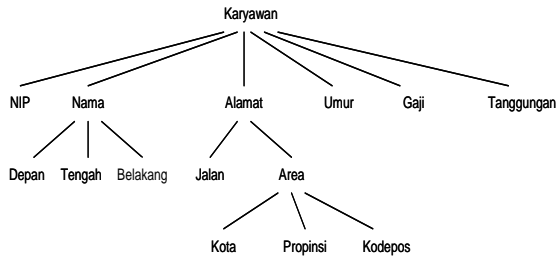 Karyawan
NIP Nama Alamat Umur Gaji Tanggungan
Depan Tengah Belakang Jalan Area
Kota Propinsi Kodepos